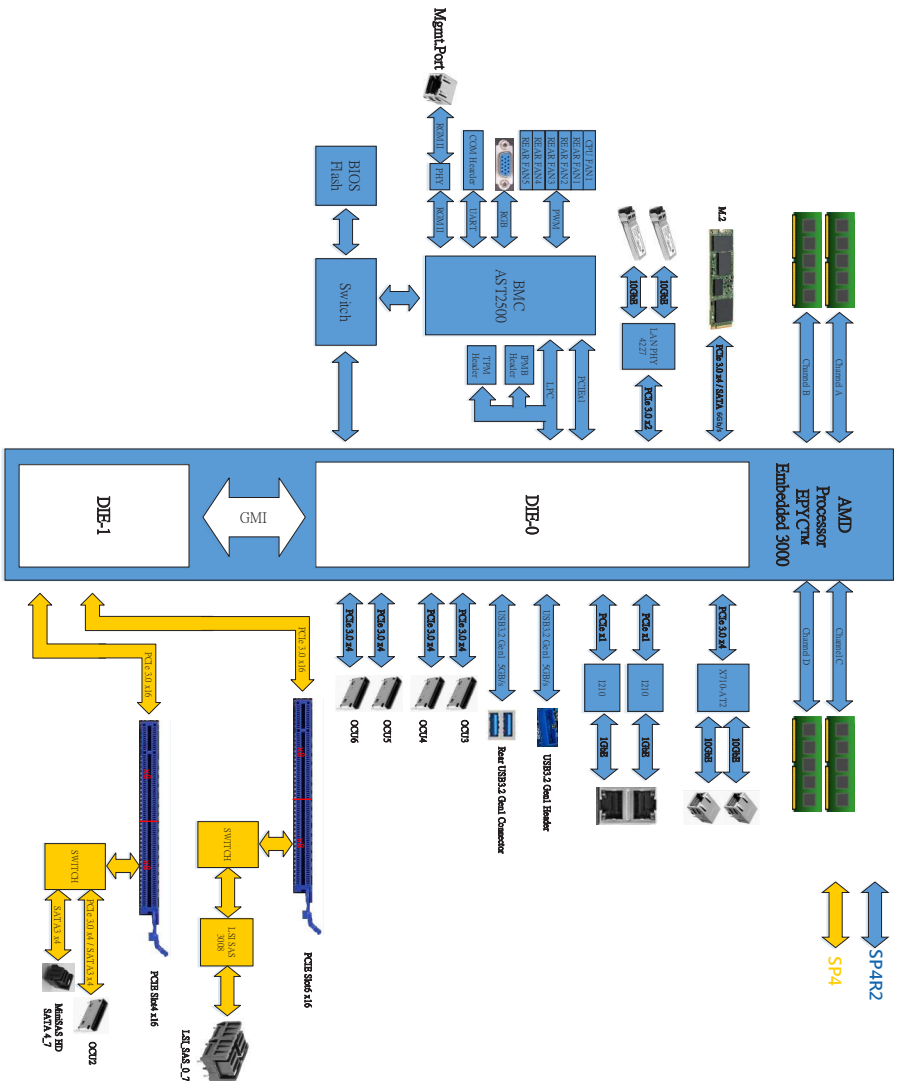 SP4R2
SP4
AMD
Processor
EPYC™
Embedded 3000
DIE-0
GMI
DIE-1
Channel A
Channel B
Channel C
Channel D
M.2
PCIe 3.0 x4 / SATA 6Gb/s
10GbE
10GbE
LAN PHY
4227
PCIe 3.0 x2
CPU FAN1
REAR FAN1
REAR FAN2
REAR FAN3
REAR FAN4
REAR FAN5
PWM
RGB
COM Hearder
UART
Mgmt.Port
RGMII
PHY
RGMII
BMC
AST2500
PCIEx1
LPC
IPMB
Header
TPM
Header
BIOS
Flash
Switch
PCIe 3.0 x4
X710-AT2
10GbE
10GbE
PCIe x1
I210
1GbE
PCIe x1
I210
1GbE
USB3.2 Gen1 5GB/s
USB3.2 Gen1 Header
USB3.2 Gen1 5GB/s
Rear USB3.2 Gen1 Connector
PCIe 3.0 x4
OCU3
PCIe 3.0 x4
OCU4
PCIe 3.0 x4
OCU5
PCIe 3.0 x4
OCU6
PCIe 3.0 x16
PCIE Slot6 x16
SWITCH
LSI SAS
3008
LSI_SAS_0_7
PCIe 3.0 x16
PCIE Slot4 x16
SWITCH
PCIe 3.0 x4 / SATA3 x4
OCU2
SATA3 x4
MiniSAS HD
SATA 4_7